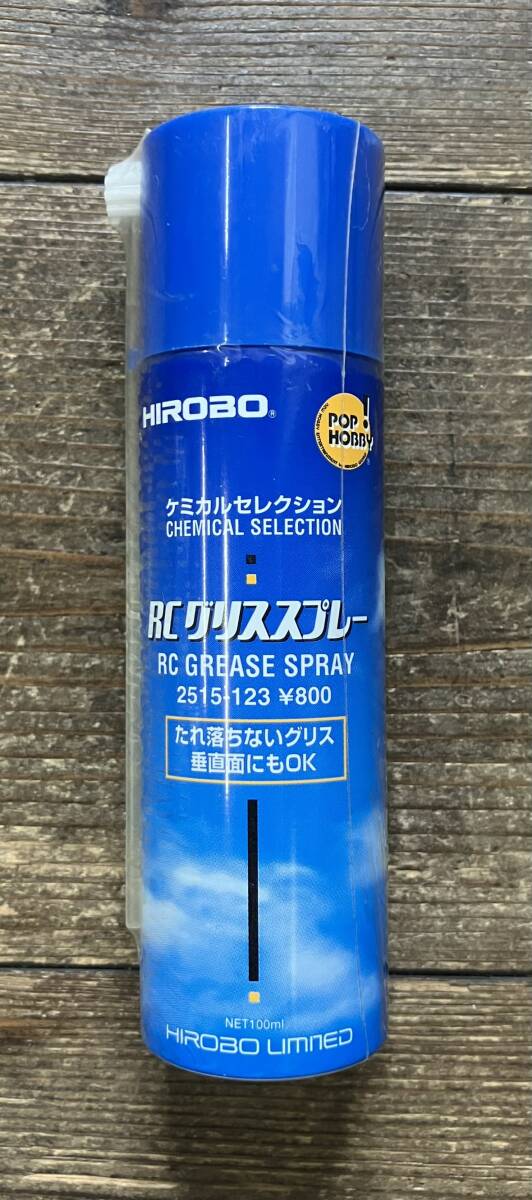 HIROBO®
POP!
HOBBY®
ケミカルセレクション
CHEMICAL SELECTION
RCグリススプレー
RC GREASE SPRAY
2515-123 ¥800
たれ落ちないグリス
垂直面にもOK
NET100ml
HIROBO LIMITED